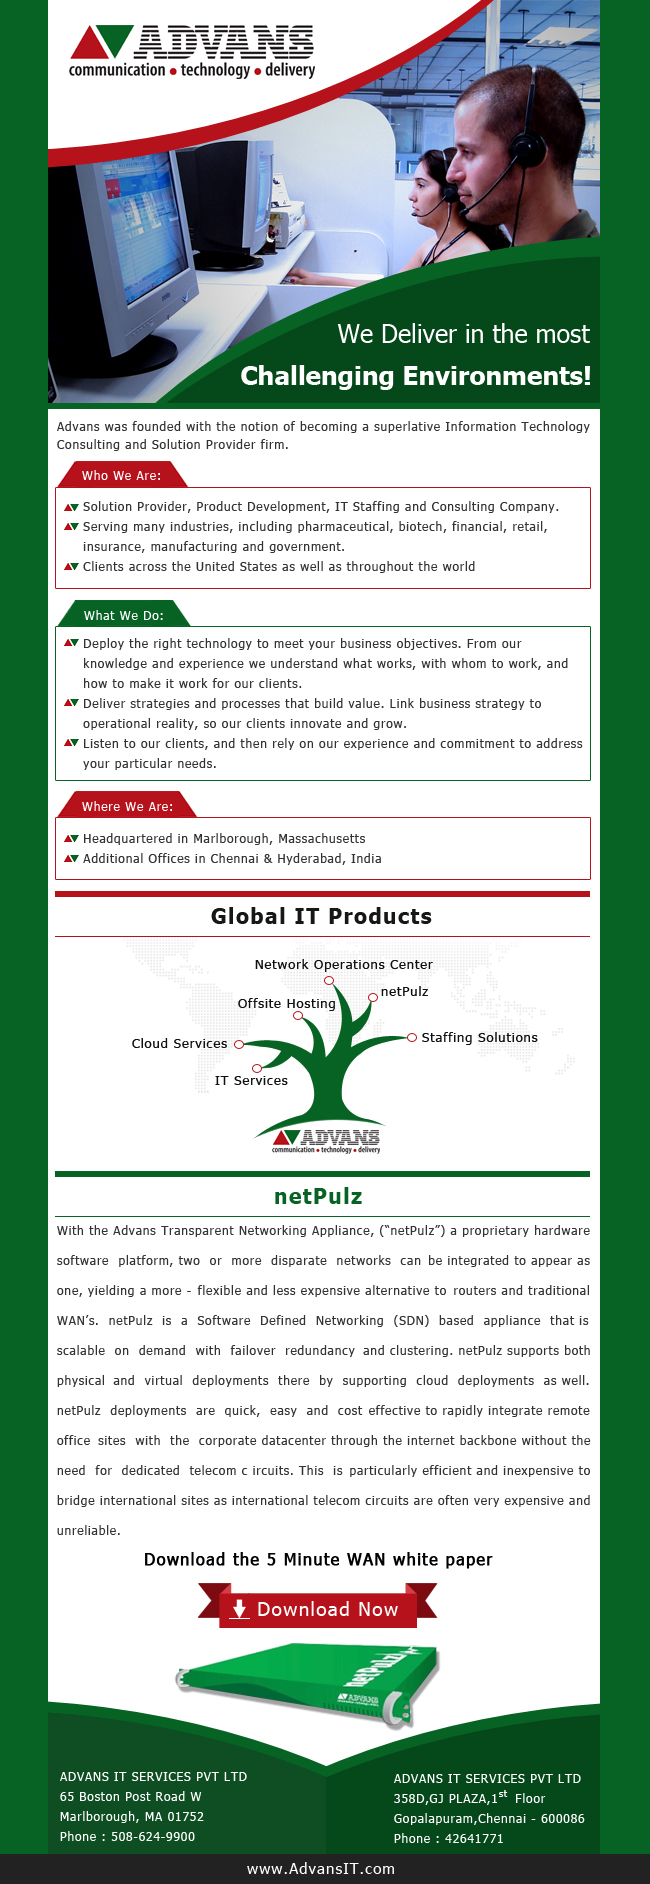 ADVANS
communication • technology • delivery
We Deliver in the most
Challenging Environments!
Advans was founded with the notion of becoming a superlative Information Technology
Consulting and Solution Provider firm.
Who We Are:
Solution Provider, Product Development, IT Staffing and Consulting Company.
Serving many industries, including pharmaceutical, biotech, financial, retail,
insurance, manufacturing and government.
Clients across the United States as well as throughout the world
What We Do:
Deploy the right technology to meet your business objectives. From our
knowledge and experience we understand what works, with whom to work, and
how to make it work for our clients.
Deliver strategies and processes that build value. Link business strategy to
operational reality, so our clients innovate and grow.
Listen to our clients, and then rely on our experience and commitment to address
your particular needs.
Where We Are:
Headquartered in Marlborough, Massachusetts
Additional Offices in Chennai & Hyderabad, India
Global IT Products
Network Operations Center
netPulz
Offsite Hosting
Staffing Solutions
Cloud Services
IT Services
ADVANS
communication • technology • delivery
netPulz
With the Advans Transparent Networking Appliance, (“netPulz”) a proprietary hardware
software platform, two or more disparate networks can be integrated to appear as
one, yielding a more - flexible and less expensive alternative to routers and traditional
WAN’s. netPulz is a Software Defined Networking (SDN) based appliance that is
scalable on demand with failover redundancy and clustering. netPulz supports both
physical and virtual deployments there by supporting cloud deployments as well.
netPulz deployments are quick, easy and cost effective to rapidly integrate remote
office sites with the corporate datacenter through the internet backbone without the
need for dedicated telecom c ircuits. This is particularly efficient and inexpensive to
bridge international sites as international telecom circuits are often very expensive and
unreliable.
Download the 5 Minute WAN white paper
Download Now
netPulz
ADVANS
ADVANS IT SERVICES PVT LTD
65 Boston Post Road W
Marlborough, MA 01752
Phone : 508-624-9900
ADVANS IT SERVICES PVT LTD
358D,GJ PLAZA,1st Floor
Gopalapuram,Chennai - 600086
Phone : 42641771
www.AdvansIT.com